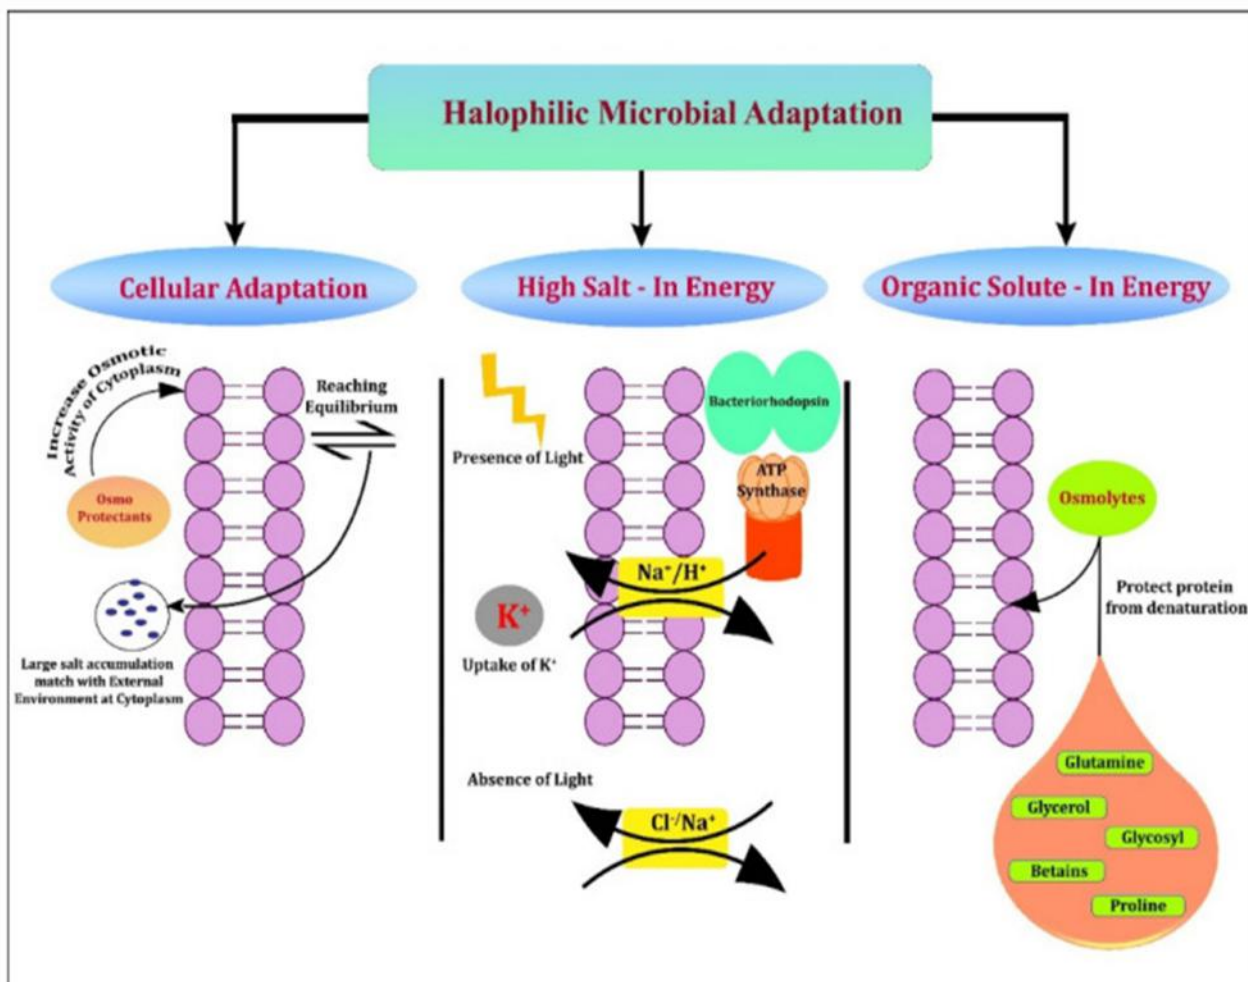 Halophilic Microbial Adaptation
Cellular Adaptation
High Salt - In Energy
Organic Solute - In Energy
Increase Osmotic
Activity of Cytoplasm
Reaching
Equilibrium
Osmo
Protectants
Large salt accumulation
match with External
Environment at Cytoplasm
Presence of Light
Bacteriorhodopsin
ATP
Synthase
Na⁺/H⁺
K⁺
Uptake of K⁺
Absence of Light
Cl⁻/Na⁺
Osmolytes
Protect protein
from denaturation
Glutamine
Glycerol
Glycosyl
Betains
Proline